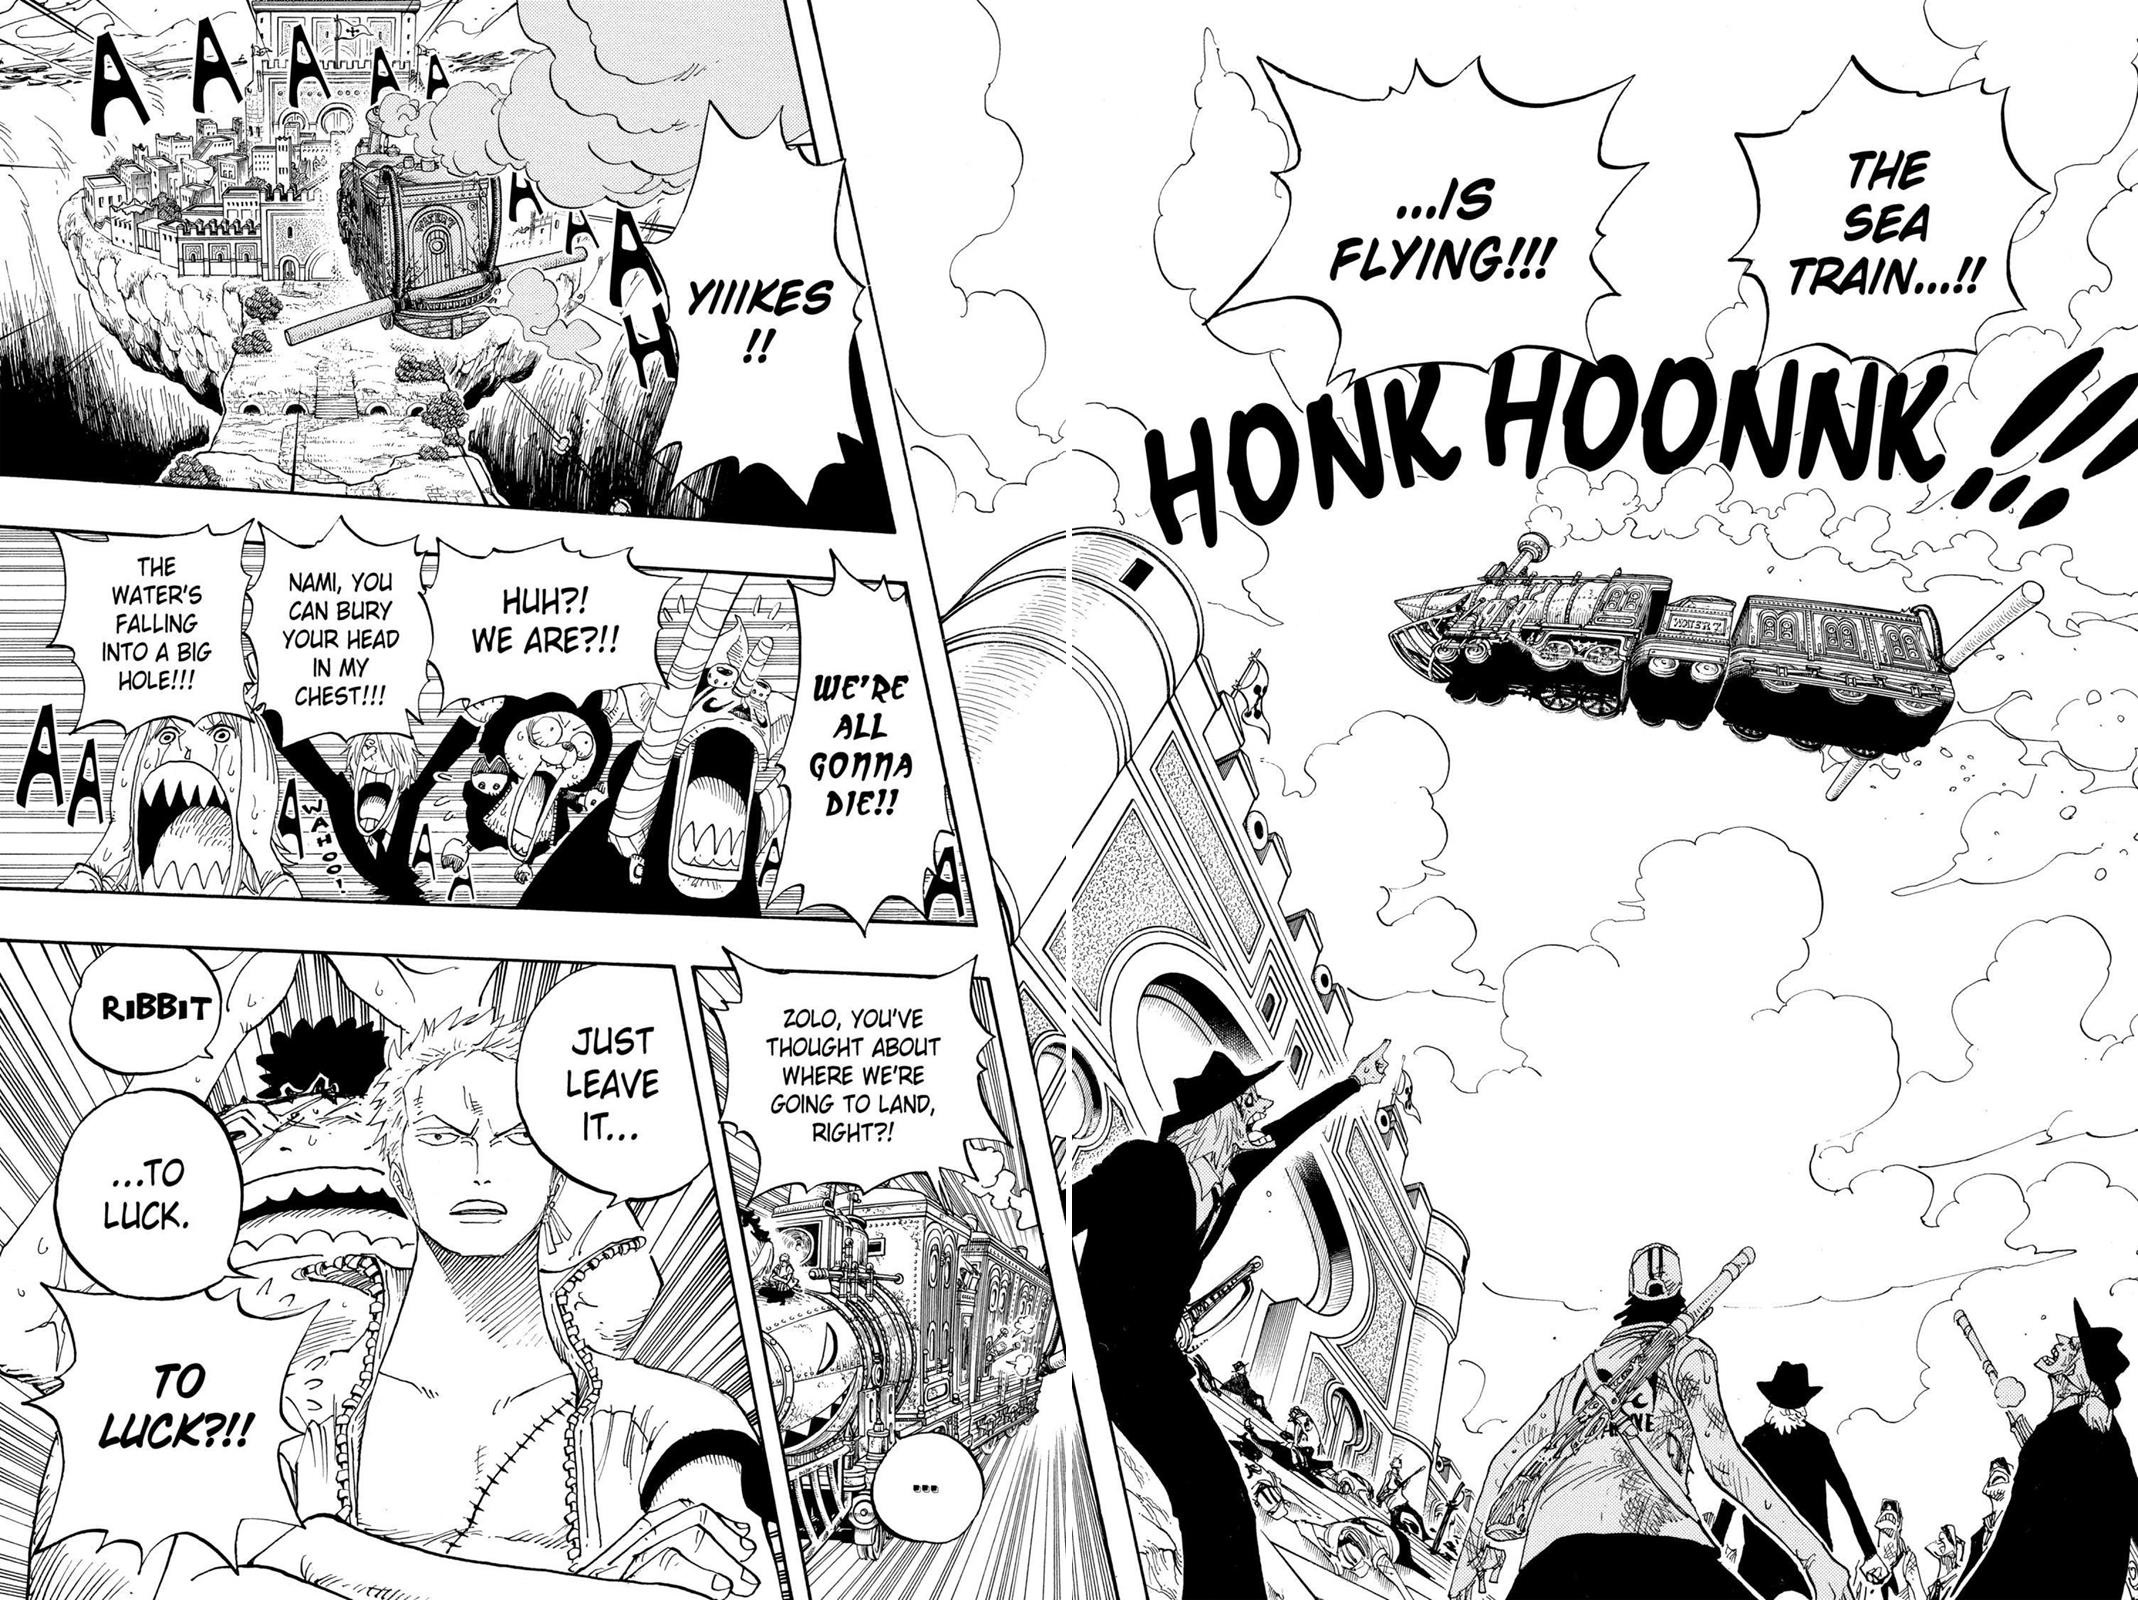 THE
SEA
TRAIN...!!
...IS
FLYING!!!
HONK HOONNK!!!
YIIIKES
!!
AAAAAAAAH
WE'RE
ALL
GONNA
DIE!!
HUH?!
WE ARE?!!
NAMI, YOU
CAN BURY
YOUR HEAD
IN MY
CHEST!!!
WAHOO!
THE
WATER'S
FALLING
INTO A BIG
HOLE!!!
AAAAAAA
ZOLO, YOU'VE
THOUGHT ABOUT
WHERE WE'RE
GOING TO LAND,
RIGHT?!
...
JUST
LEAVE
IT...
RIBBIT
...TO
LUCK.
TO
LUCK?!!